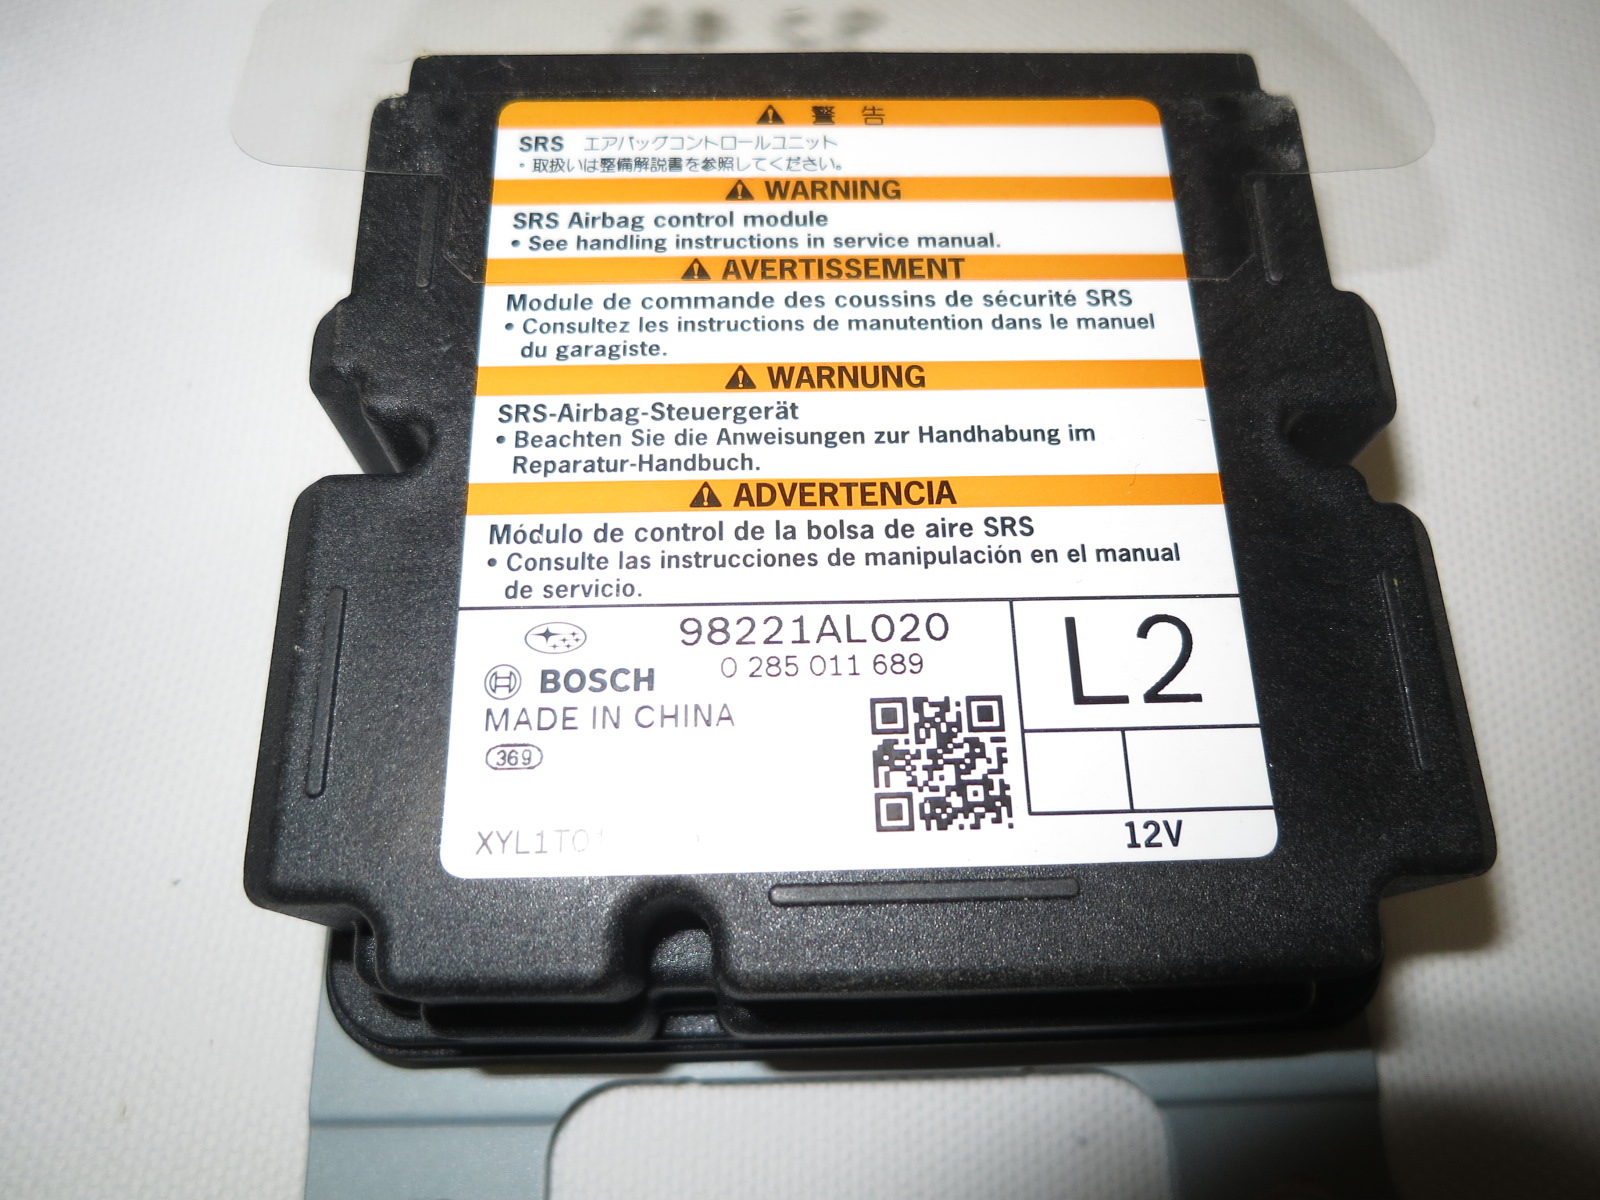 警告
SRS エアバッグコントロールユニット
・取扱いは整備解説書を参照してください。
WARNING
SRS Airbag control module
• See handling instructions in service manual.
AVERTISSEMENT
Module de commande des coussins de sécurité SRS
• Consultez les instructions de manutention dans le manuel
du garagiste.
WARNUNG
SRS-Airbag-Steuergerät
• Beachten Sie die Anweisungen zur Handhabung im
Reparatur-Handbuch.
ADVERTENCIA
Módulo de control de la bolsa de aire SRS
• Consulte las instrucciones de manipulación en el manual
de servicio.
98221AL020
0 285 011 689
BOSCH
MADE IN CHINA
369
L2
12V